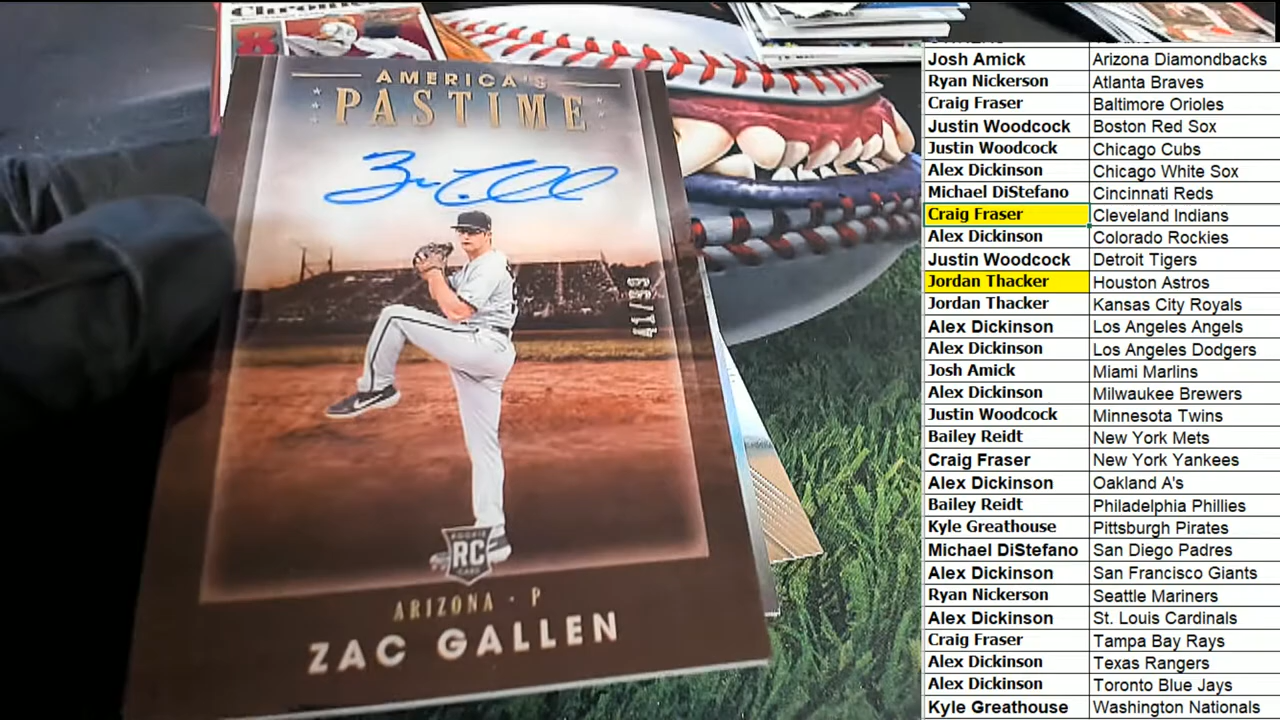 Chrome
AMERICA'S
PASTIME
41/99
ROOKIE
RC
CARD
ARIZONA · P
ZAC GALLEN
Josh Amick Arizona Diamondbacks
Ryan Nickerson Atlanta Braves
Craig Fraser Baltimore Orioles
Justin Woodcock Boston Red Sox
Justin Woodcock Chicago Cubs
Alex Dickinson Chicago White Sox
Michael DiStefano Cincinnati Reds
Craig Fraser Cleveland Indians
Alex Dickinson Colorado Rockies
Justin Woodcock Detroit Tigers
Jordan Thacker Houston Astros
Jordan Thacker Kansas City Royals
Alex Dickinson Los Angeles Angels
Alex Dickinson Los Angeles Dodgers
Josh Amick Miami Marlins
Alex Dickinson Milwaukee Brewers
Justin Woodcock Minnesota Twins
Bailey Reidt New York Mets
Craig Fraser New York Yankees
Alex Dickinson Oakland A's
Bailey Reidt Philadelphia Phillies
Kyle Greathouse Pittsburgh Pirates
Michael DiStefano San Diego Padres
Alex Dickinson San Francisco Giants
Ryan Nickerson Seattle Mariners
Alex Dickinson St. Louis Cardinals
Craig Fraser Tampa Bay Rays
Alex Dickinson Texas Rangers
Alex Dickinson Toronto Blue Jays
Kyle Greathouse Washington Nationals